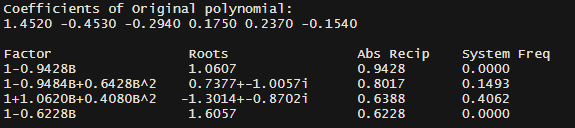 Coefficients of Original polynomial:
1.4520 -0.4530 -0.2940 0.1750 0.2370 -0.1540
Factor Roots Abs Recip System Freq
1-0.9428B 1.0607 0.9428 0.0000
1-0.9484B+0.6428B^2 0.7377+-1.0057i 0.8017 0.1493
1+1.0620B+0.4080B^2 -1.3014+-0.8702i 0.6388 0.4062
1-0.6228B 1.6057 0.6228 0.0000